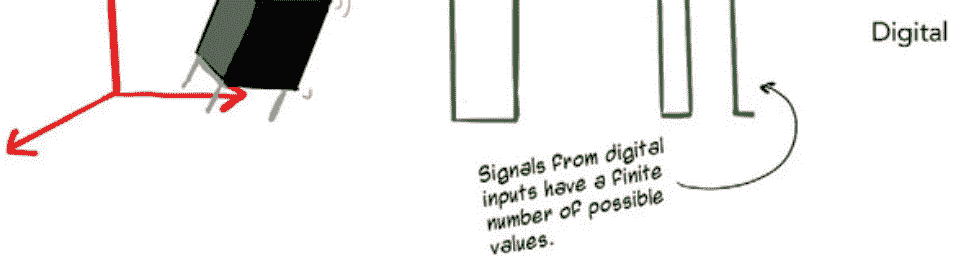 Digital
Signals from digital
inputs have a finite
number of possible
values.